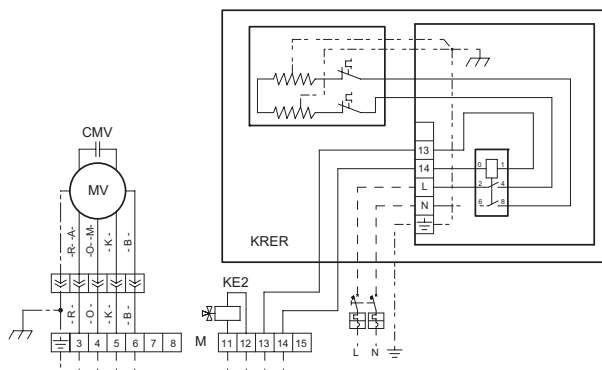 CMV
MV
-R--A-
-O--M-
-K-
-B-
-R-
-O-
-K-
-B-
3 4 5 6 7 8
M
KE2
11 12 13 14 15
KRER
13
14
L
N
0 1
2 4
6 8
L N